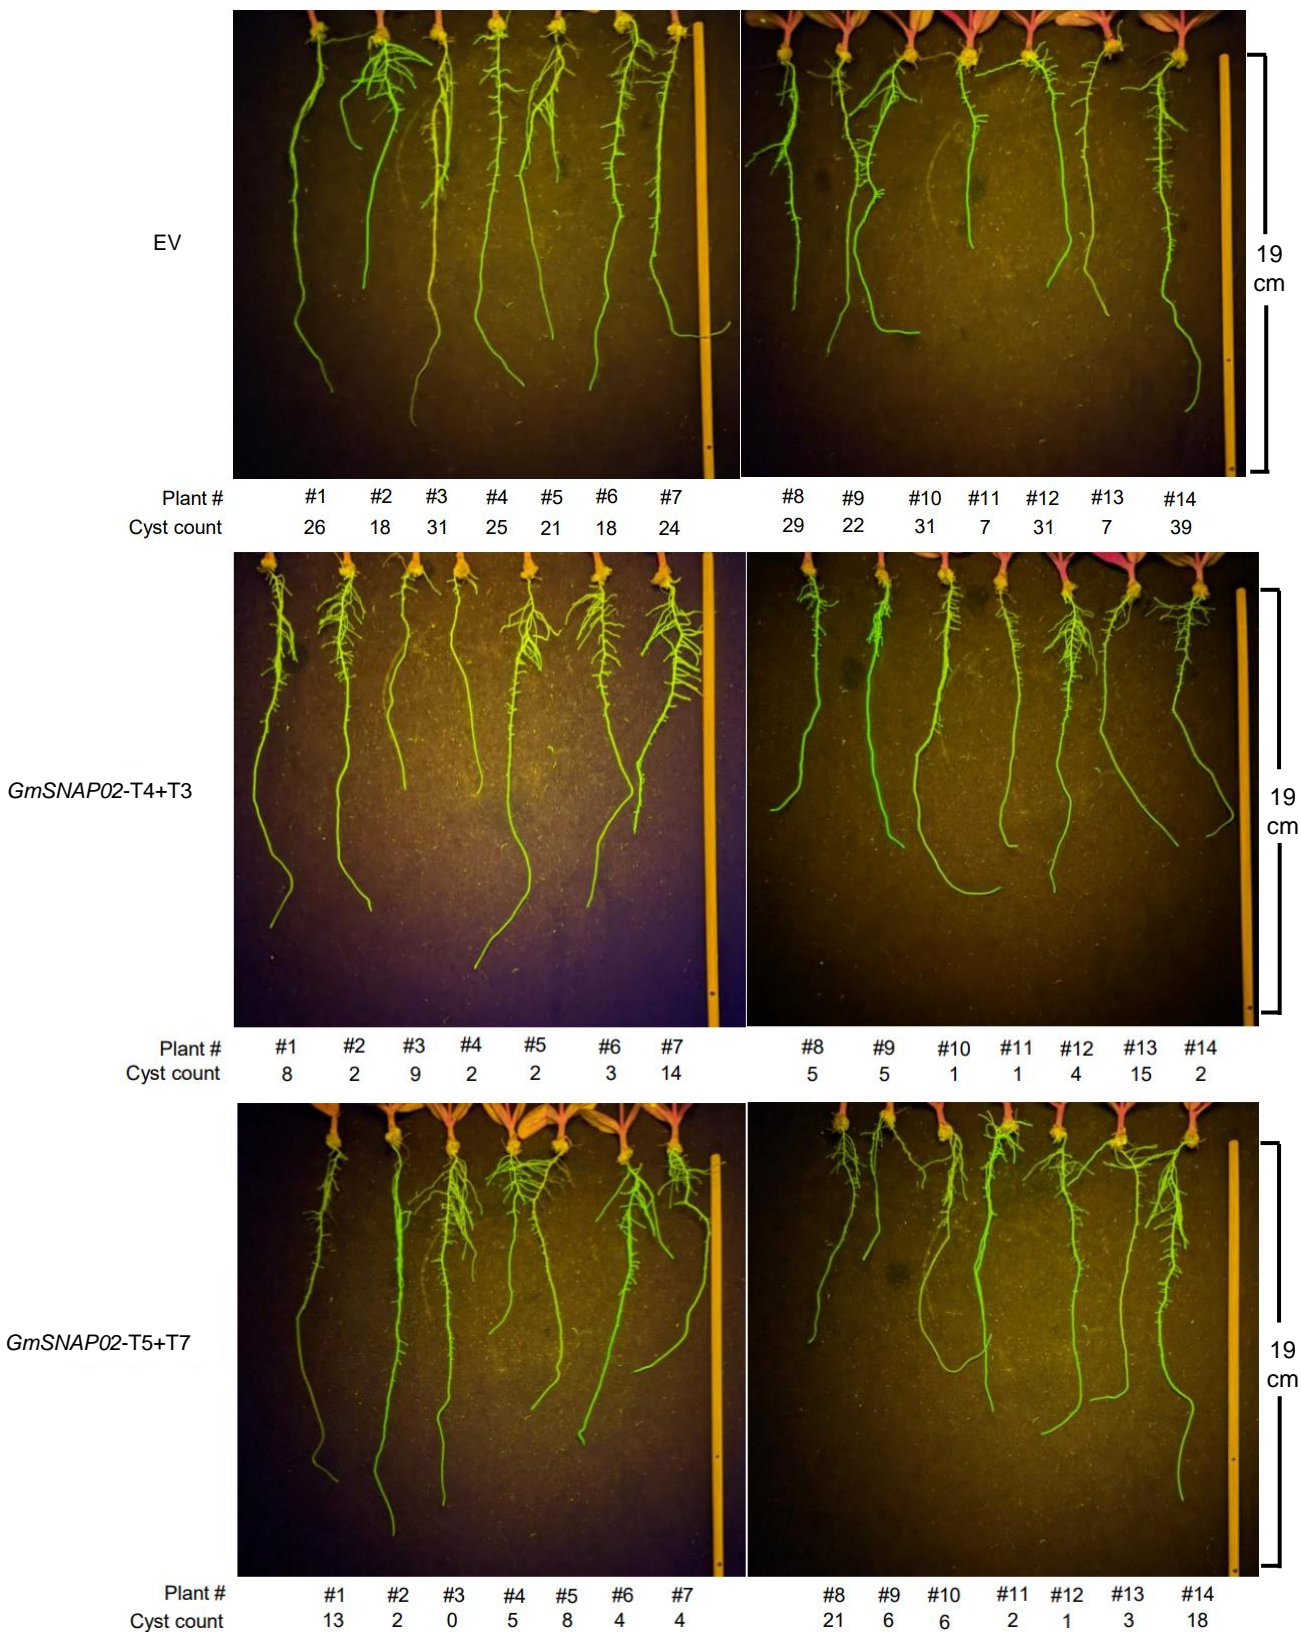 EV
19
cm
Plant # #1 #2 #3 #4 #5 #6 #7 #8 #9 #10 #11 #12 #13 #14
Cyst count 26 18 31 25 21 18 24 29 22 31 7 31 7 39
GmSNAP02-T4+T3
19
cm
Plant # #1 #2 #3 #4 #5 #6 #7 #8 #9 #10 #11 #12 #13 #14
Cyst count 8 2 9 2 2 3 14 5 5 1 1 4 15 2
GmSNAP02-T5+T7
19
cm
Plant # #1 #2 #3 #4 #5 #6 #7 #8 #9 #10 #11 #12 #13 #14
Cyst count 13 2 0 5 8 4 4 21 6 6 2 1 3 18